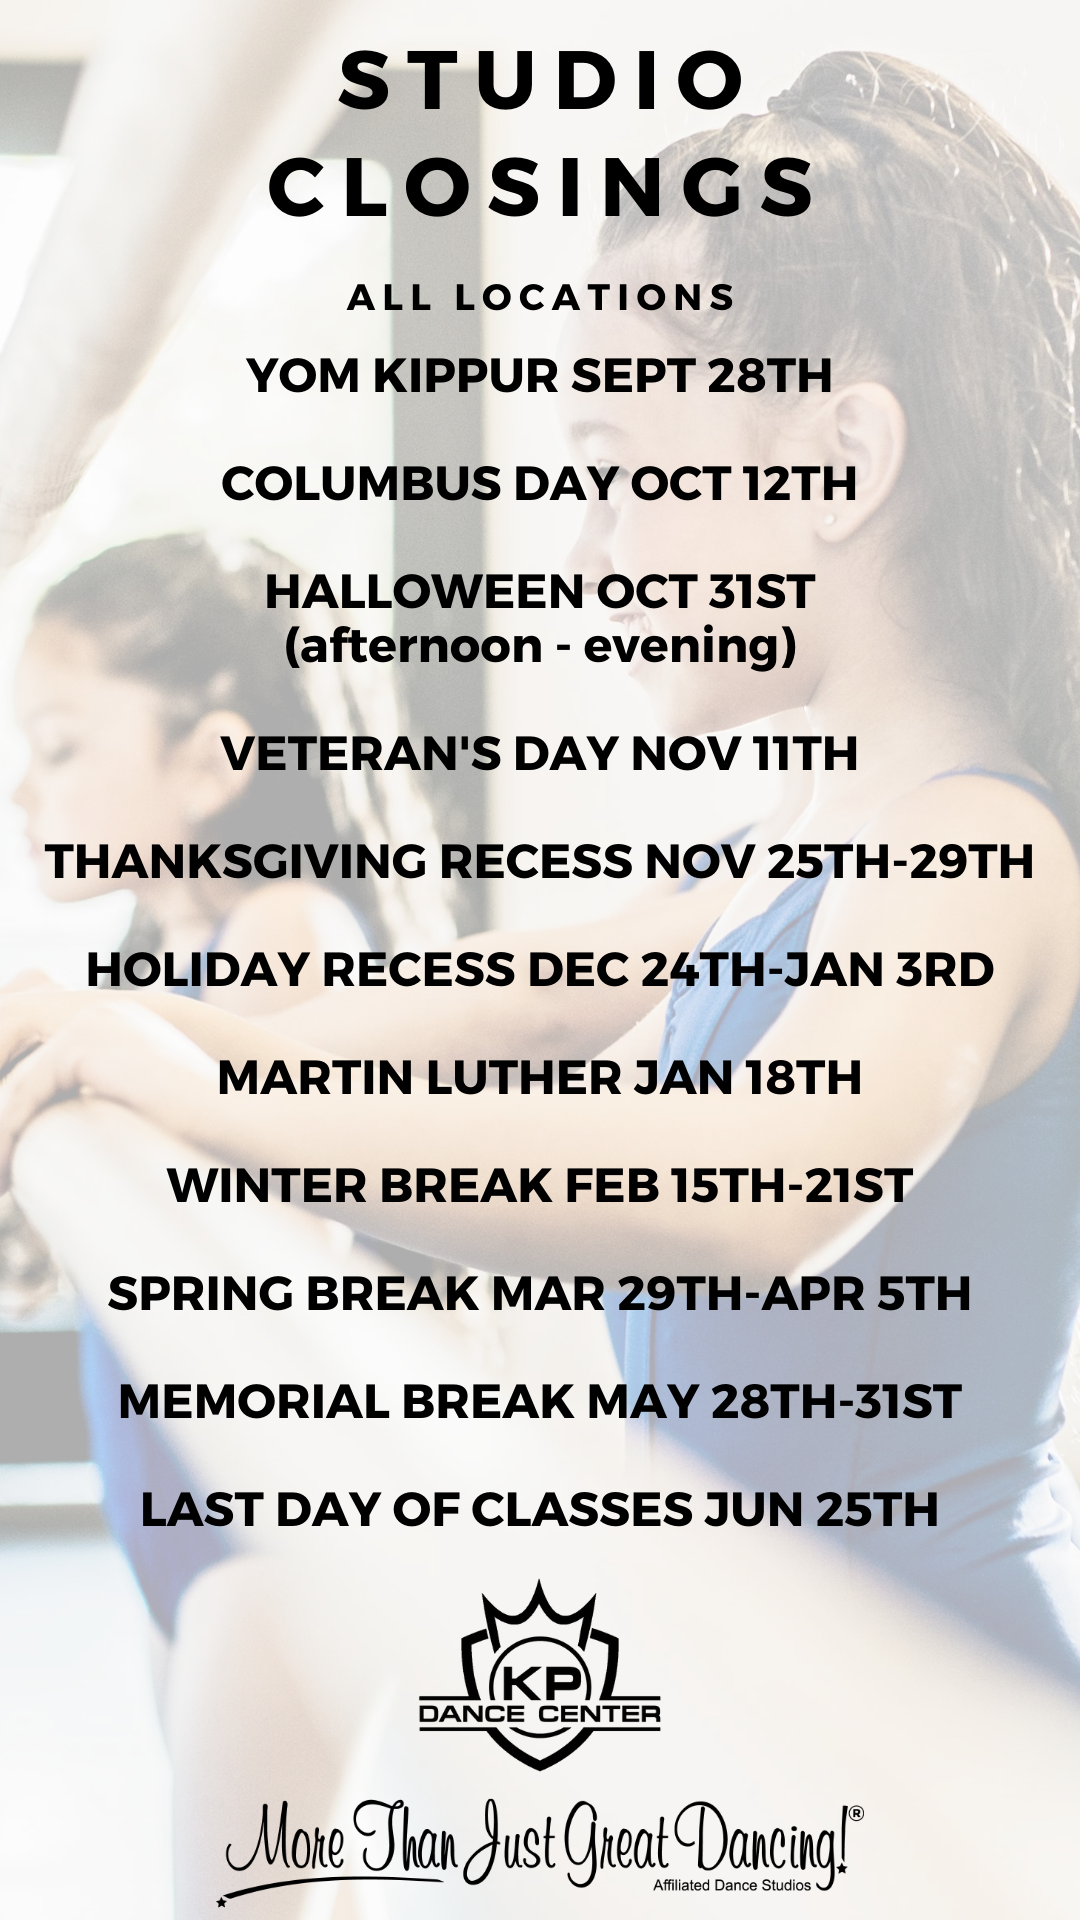 STUDIO
CLOSINGS
ALL LOCATIONS
YOM KIPPUR SEPT 28TH
COLUMBUS DAY OCT 12TH
HALLOWEEN OCT 31ST
(afternoon - evening)
VETERAN'S DAY NOV 11TH
THANKSGIVING RECESS NOV 25TH-29TH
HOLIDAY RECESS DEC 24TH-JAN 3RD
MARTIN LUTHER JAN 18TH
WINTER BREAK FEB 15TH-21ST
SPRING BREAK MAR 29TH-APR 5TH
MEMORIAL BREAK MAY 28TH-31ST
LAST DAY OF CLASSES JUN 25TH
KP
DANCE CENTER
More Than Just Great Dancing!®
Affiliated Dance Studios